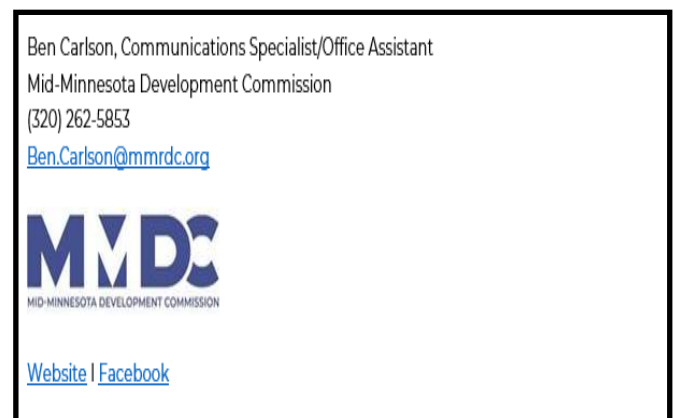 Ben Carlson, Communications Specialist/Office Assistant
Mid-Minnesota Development Commission
(320) 262-5853
Ben.Carlson@mmrdc.org
MMDC
MID-MINNESOTA DEVELOPMENT COMMISSION
Website | Facebook